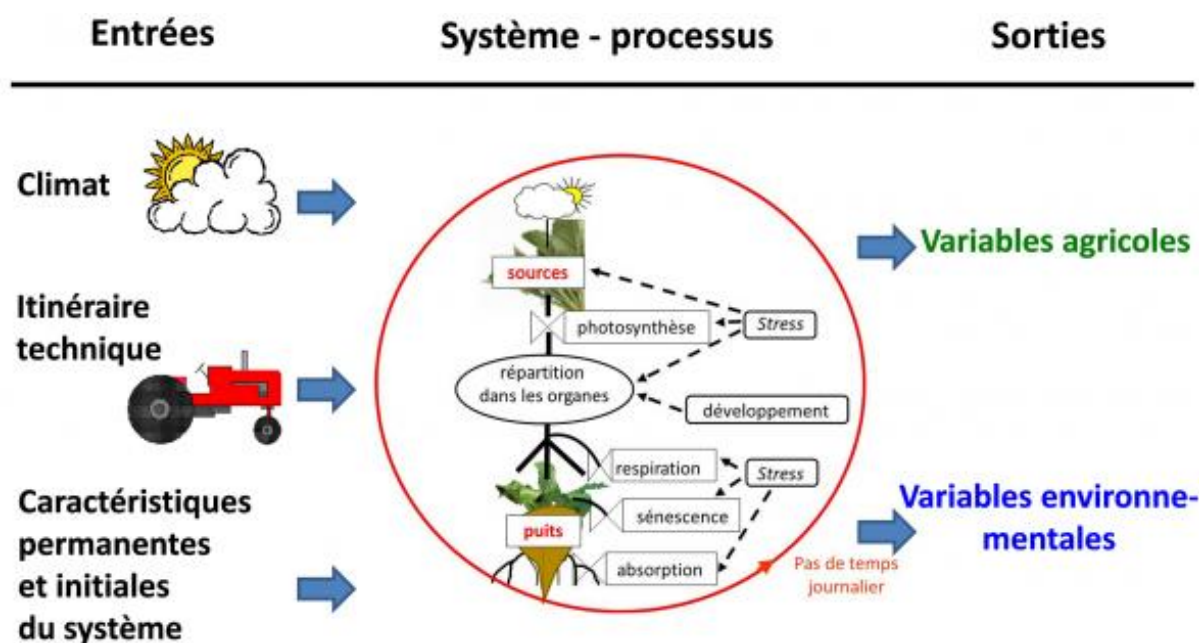 Entrées
Système - processus
Sorties
Climat
Itinéraire
technique
Caractéristiques
permanentes
et initiales
du système
sources
photosynthèse
Stress
répartition
dans les organes
développement
respiration
Stress
sénescence
puîts
absorption
Pas de temps
journalier
Variables agricoles
Variables environne-
mentales